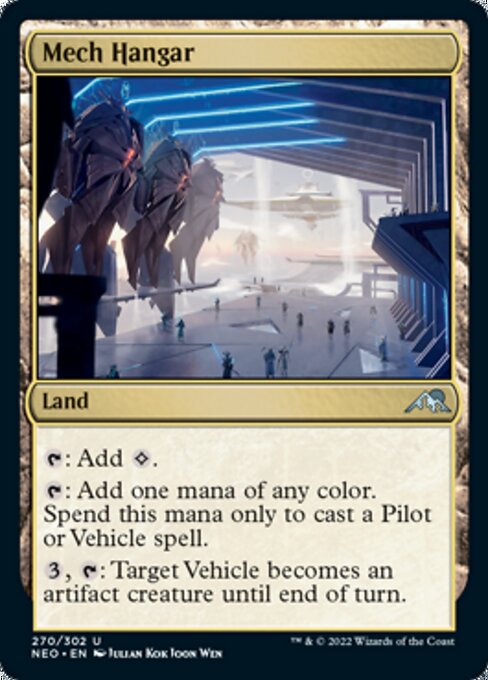 Mech Hangar
Land
: Add .
: Add one mana of any color.
Spend this mana only to cast a Pilot
or Vehicle spell.
3, : Target Vehicle becomes an
artifact creature until end of turn.
270/302 U
NEO • EN Julian Kok Joon Wen
™ & © 2022 Wizards of the Coast